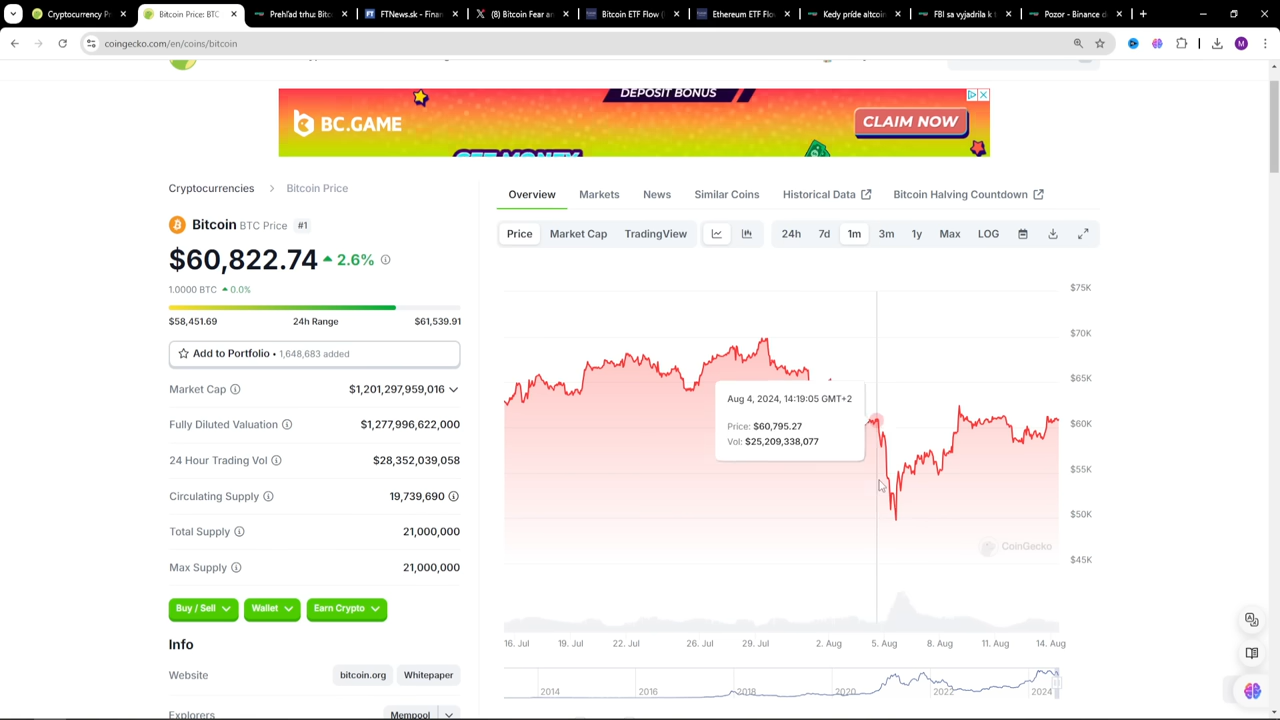 Cryptocurrency P
Bitcoin Price: BTC
Prehľad trhu: Bitco
FTNews.sk - Finan
(2) Bitcoin Fear an
Bitcoin ETF Flow (
Ethereum ETF Flo
Kedy príde altcoin
FBI sa vyjadrila k
Pozor - Binance d
coingecko.com/en/coins/bitcoin
M
DEPOSIT BONUS
BC.GAME
CLAIM NOW
GET MONEY
Cryptocurrencies > Bitcoin Price
Bitcoin BTC Price #1
$60,822.74 2.6%
1.0000 BTC 0.0%
$58,451.69 24h Range $61,539.91
Add to Portfolio • 1,648,683 added
Market Cap $1,201,297,959,016
Fully Diluted Valuation $1,277,996,622,000
24 Hour Trading Vol $28,352,039,058
Circulating Supply 19,739,690
Total Supply 21,000,000
Max Supply 21,000,000
Buy / Sell Wallet Earn Crypto
Info
Website bitcoin.org Whitepaper
Explorers Mempool
Overview Markets News Similar Coins Historical Data Bitcoin Halving Countdown
Price Market Cap TradingView 24h 7d 1m 3m 1y Max LOG
$75K
$70K
$65K
$60K
$55K
$50K
$45K
Aug 4, 2024, 14:19:05 GMT+2
Price: $60,795.27
Vol: $25,209,338,077
CoinGecko
16. Jul 19. Jul 22. Jul 26. Jul 29. Jul 2. Aug 5. Aug 8. Aug 11. Aug 14. Aug
2014 2016 2018 2020 2022 2024